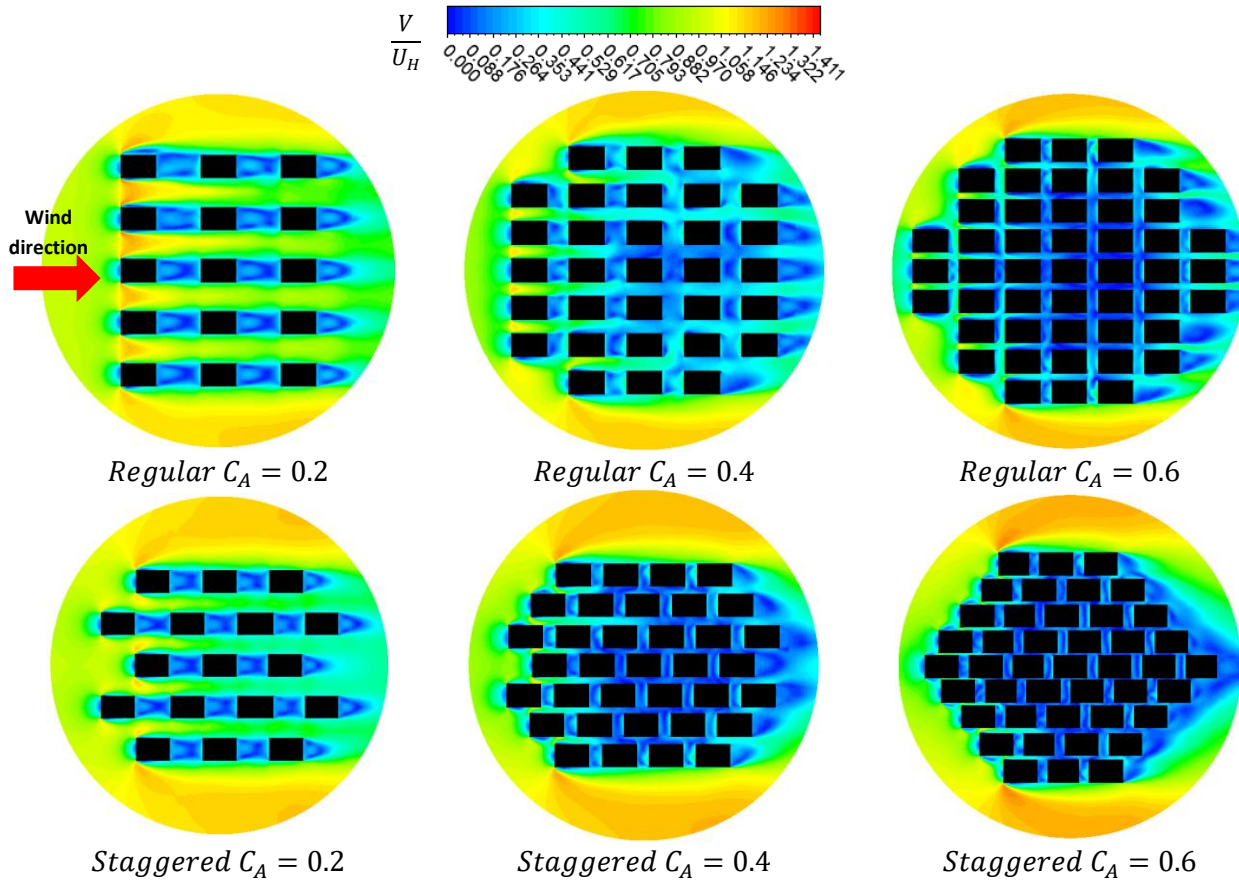 V
U_H
0.000 0.088 0.176 0.264 0.353 0.441 0.529 0.617 0.705 0.793 0.882 0.970 1.058 1.146 1.234 1.322 1.411
Wind
direction
Regular C_A = 0.2 Regular C_A = 0.4 Regular C_A = 0.6
Staggered C_A = 0.2 Staggered C_A = 0.4 Staggered C_A = 0.6